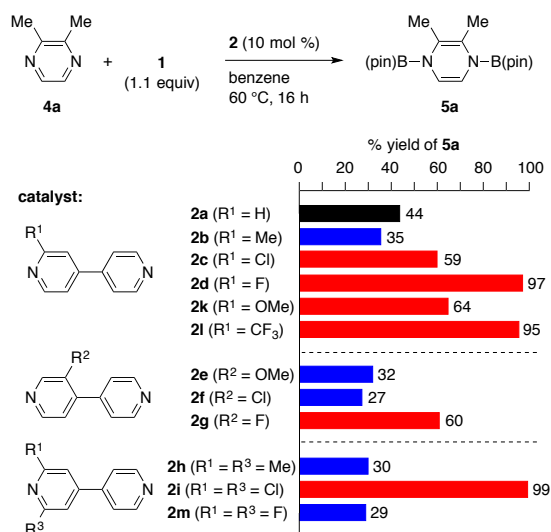 Me Me
N N + 1 (1.1 equiv) 2 (10 mol %) benzene 60 °C, 16 h Me Me (pin)B N N B(pin)
4a 5a
% yield of 5a
0 20 40 60 80 100
catalyst:
R1 N N
2a (R1 = H) 44
2b (R1 = Me) 35
2c (R1 = Cl) 59
2d (R1 = F) 97
2k (R1 = OMe) 64
2l (R1 = CF3) 95
R2 N N
2e (R2 = OMe) 32
2f (R2 = Cl) 27
2g (R2 = F) 60
R1 N R3 N
2h (R1 = R3 = Me) 30
2i (R1 = R3 = Cl) 99
2m (R1 = R3 = F) 29